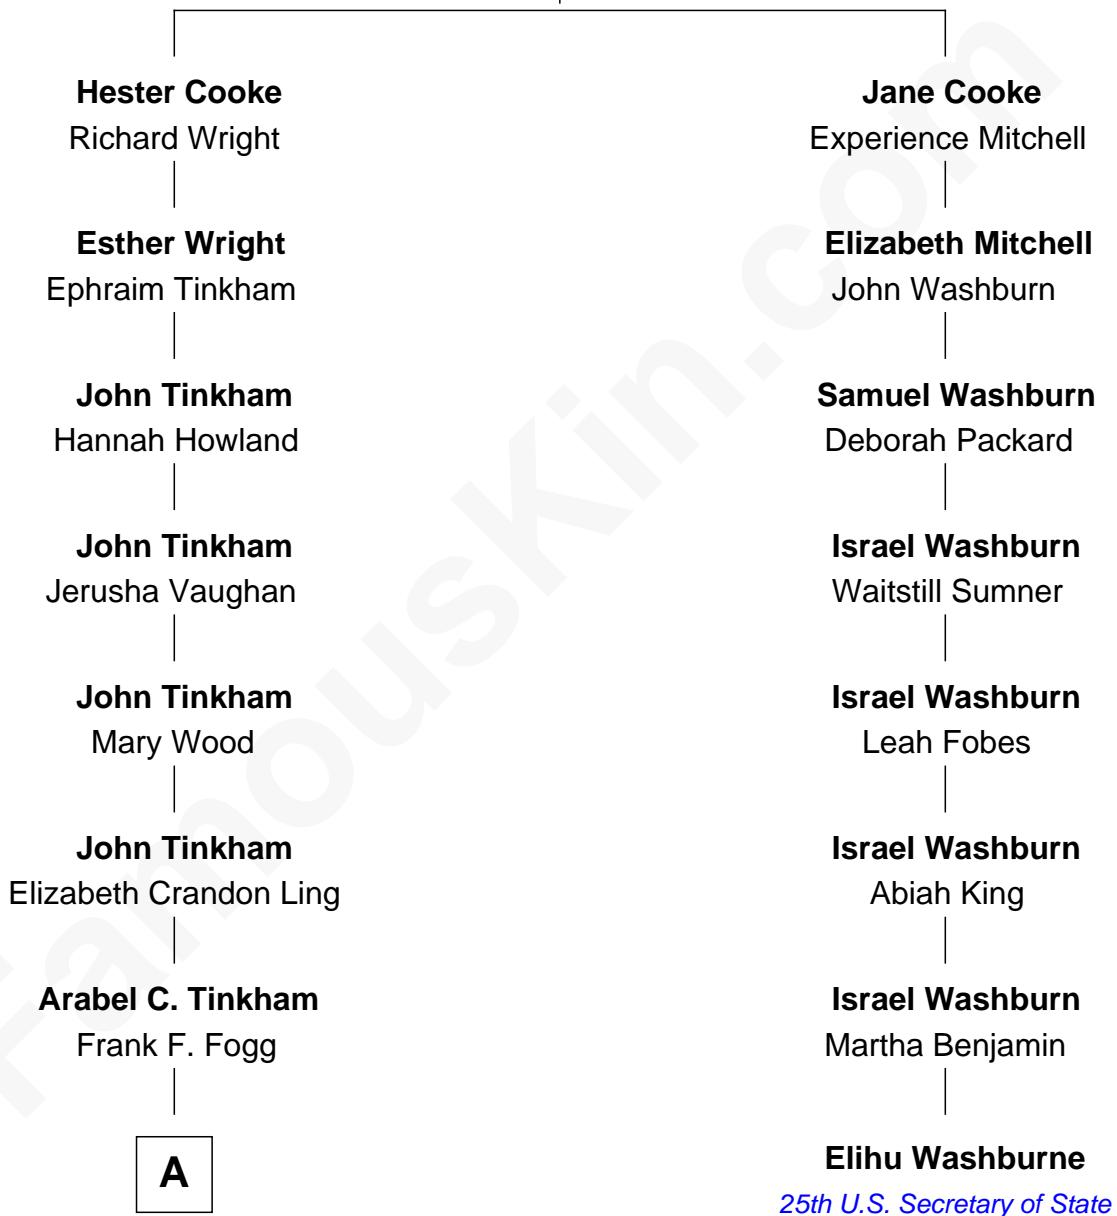 Hester Cooke
Richard Wright
Esther Wright
Ephraim Tinkham
John Tinkham
Hannah Howland
John Tinkham
Jerusha Vaughan
John Tinkham
Mary Wood
John Tinkham
Elizabeth Crandon Ling
Arabel C. Tinkham
Frank F. Fogg
A
Jane Cooke
Experience Mitchell
Elizabeth Mitchell
John Washburn
Samuel Washburn
Deborah Packard
Israel Washburn
Waitstill Sumner
Israel Washburn
Leah Fobes
Israel Washburn
Abiah King
Israel Washburn
Martha Benjamin
Elihu Washburne
25th U.S. Secretary of State
FamousKin.com